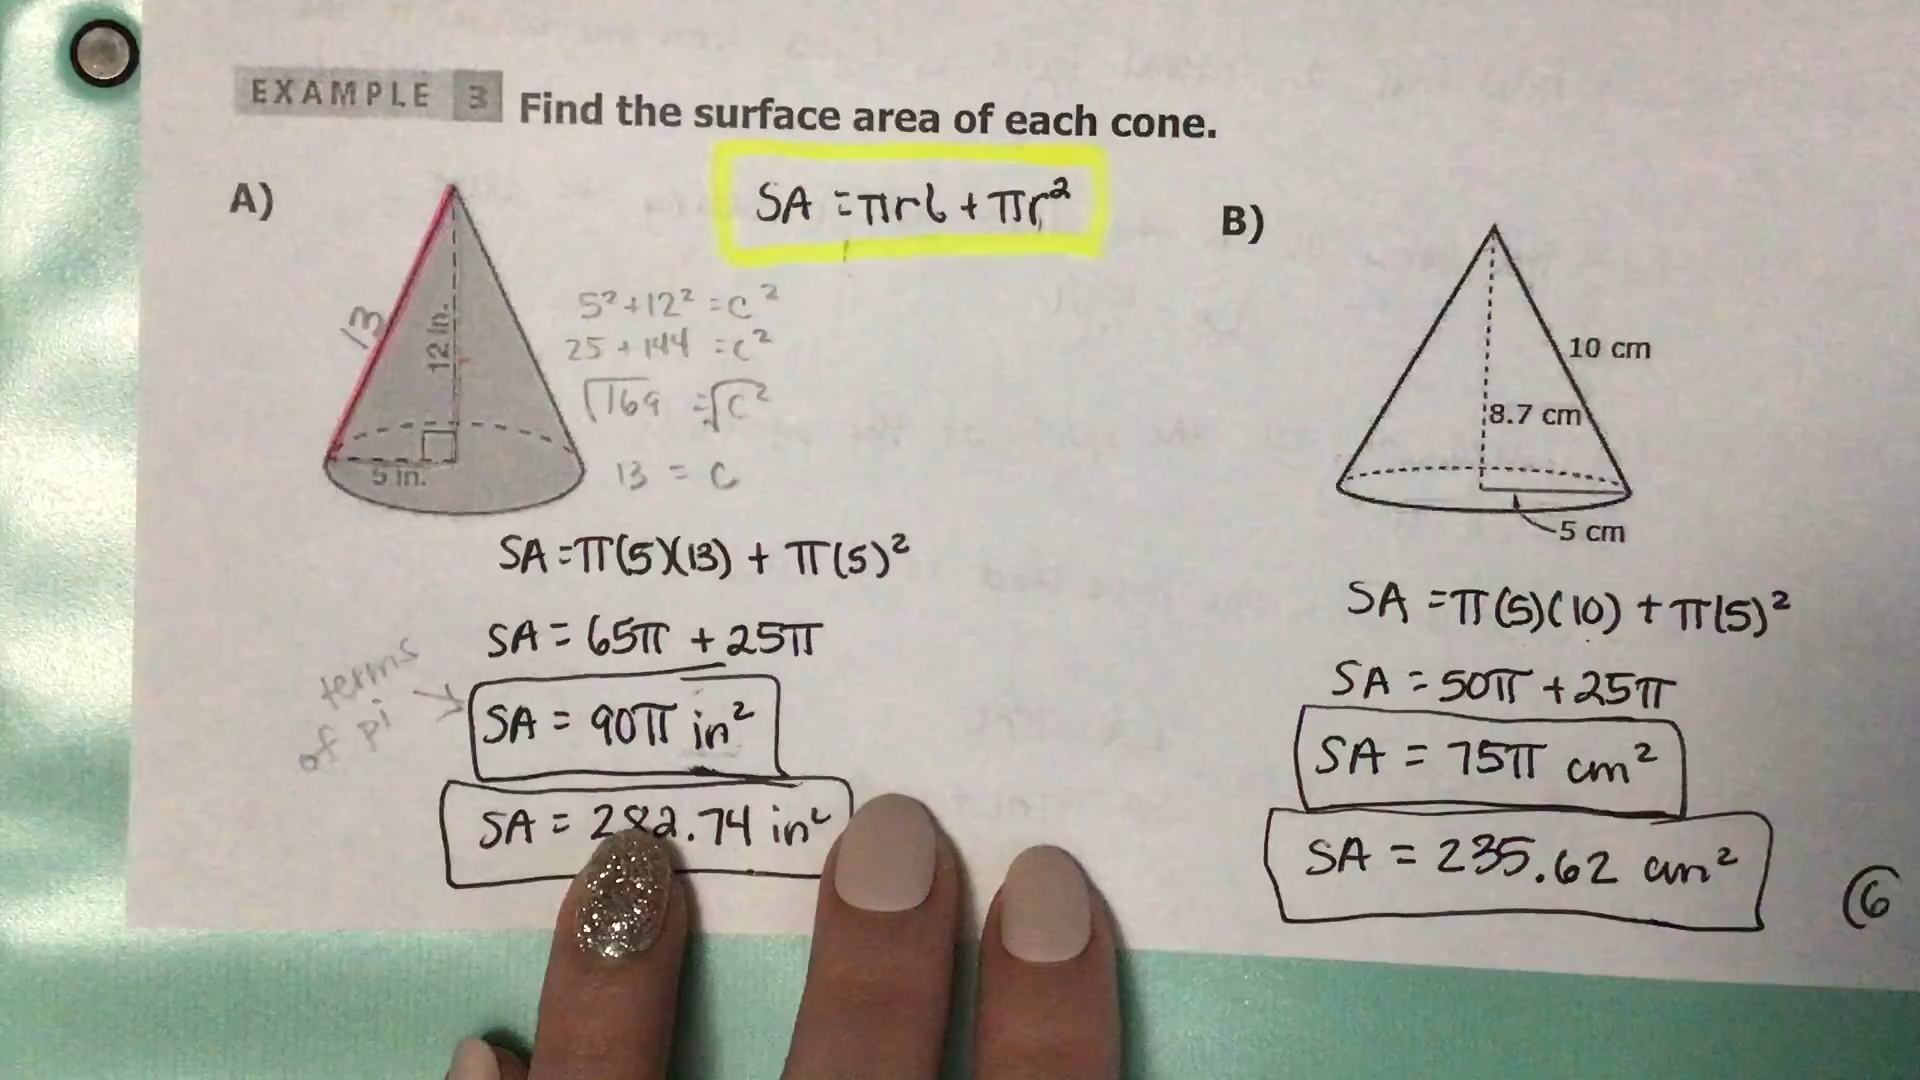 EXAMPLE 3 Find the surface area of each cone.
SA = πrl + πr²
A)
13
12 in.
5 in.
5² + 12² = c²
25 + 144 = c²
√169 = √c²
13 = c
SA = π(5)(13) + π(5)²
SA = 65π + 25π
terms
of pi
SA = 90π in²
SA = 282.74 in²
B)
10 cm
8.7 cm
5 cm
SA = π(5)(10) + π(5)²
SA = 50π + 25π
SA = 75π cm²
SA = 235.62 cm²
6